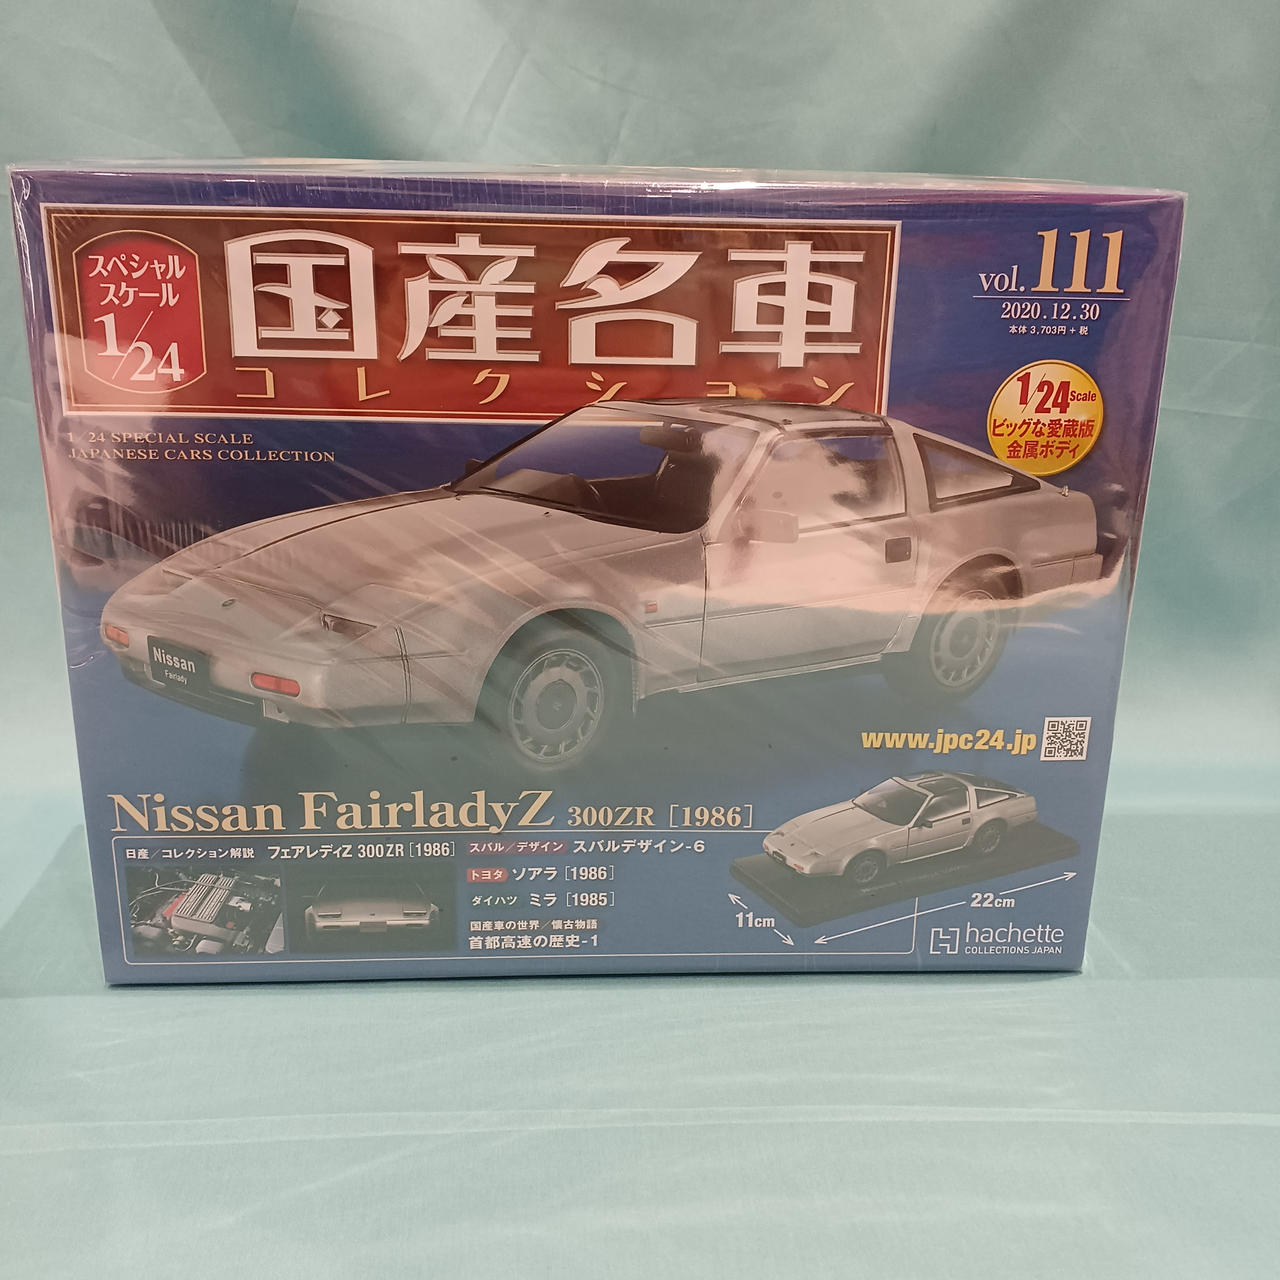 スペシャル
スケール
1/24
国産名車
コレクション
vol.111
2020.12.30
本体 3,703円+税
1/24 Scale
ビッグな愛蔵版
金属ボディ
1/24 SPECIAL SCALE
JAPANESE CARS COLLECTION
Nissan
Fairlady
www.jpc24.jp
Nissan FairladyZ 300ZR [1986]
日産/コレクション解説 フェアレディZ 300ZR [1986]
スバル/デザイン スバルデザイン-6
トヨタ ソアラ [1986]
ダイハツ ミラ [1985]
国産車の世界/懐古物語
首都高速の歴史-1
11cm
22cm
hachette
COLLECTIONS JAPAN